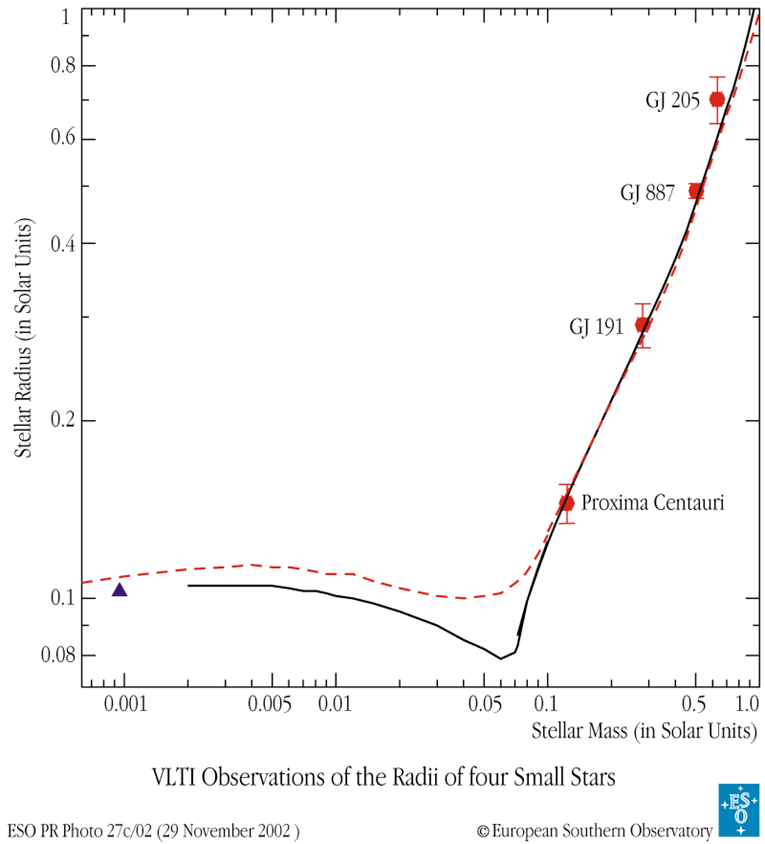 1
0.8
GJ 205
0.6
GJ 887
0.4
GJ 191
0.2
Proxima Centauri
0.1
0.08
Stellar Radius (in Solar Units)
0.001 0.005 0.01 0.05 0.1 0.5 1.0
Stellar Mass (in Solar Units)
VLTI Observations of the Radii of four Small Stars
ESO PR Photo 27c/02 (29 November 2002 )
© European Southern Observatory
ESO